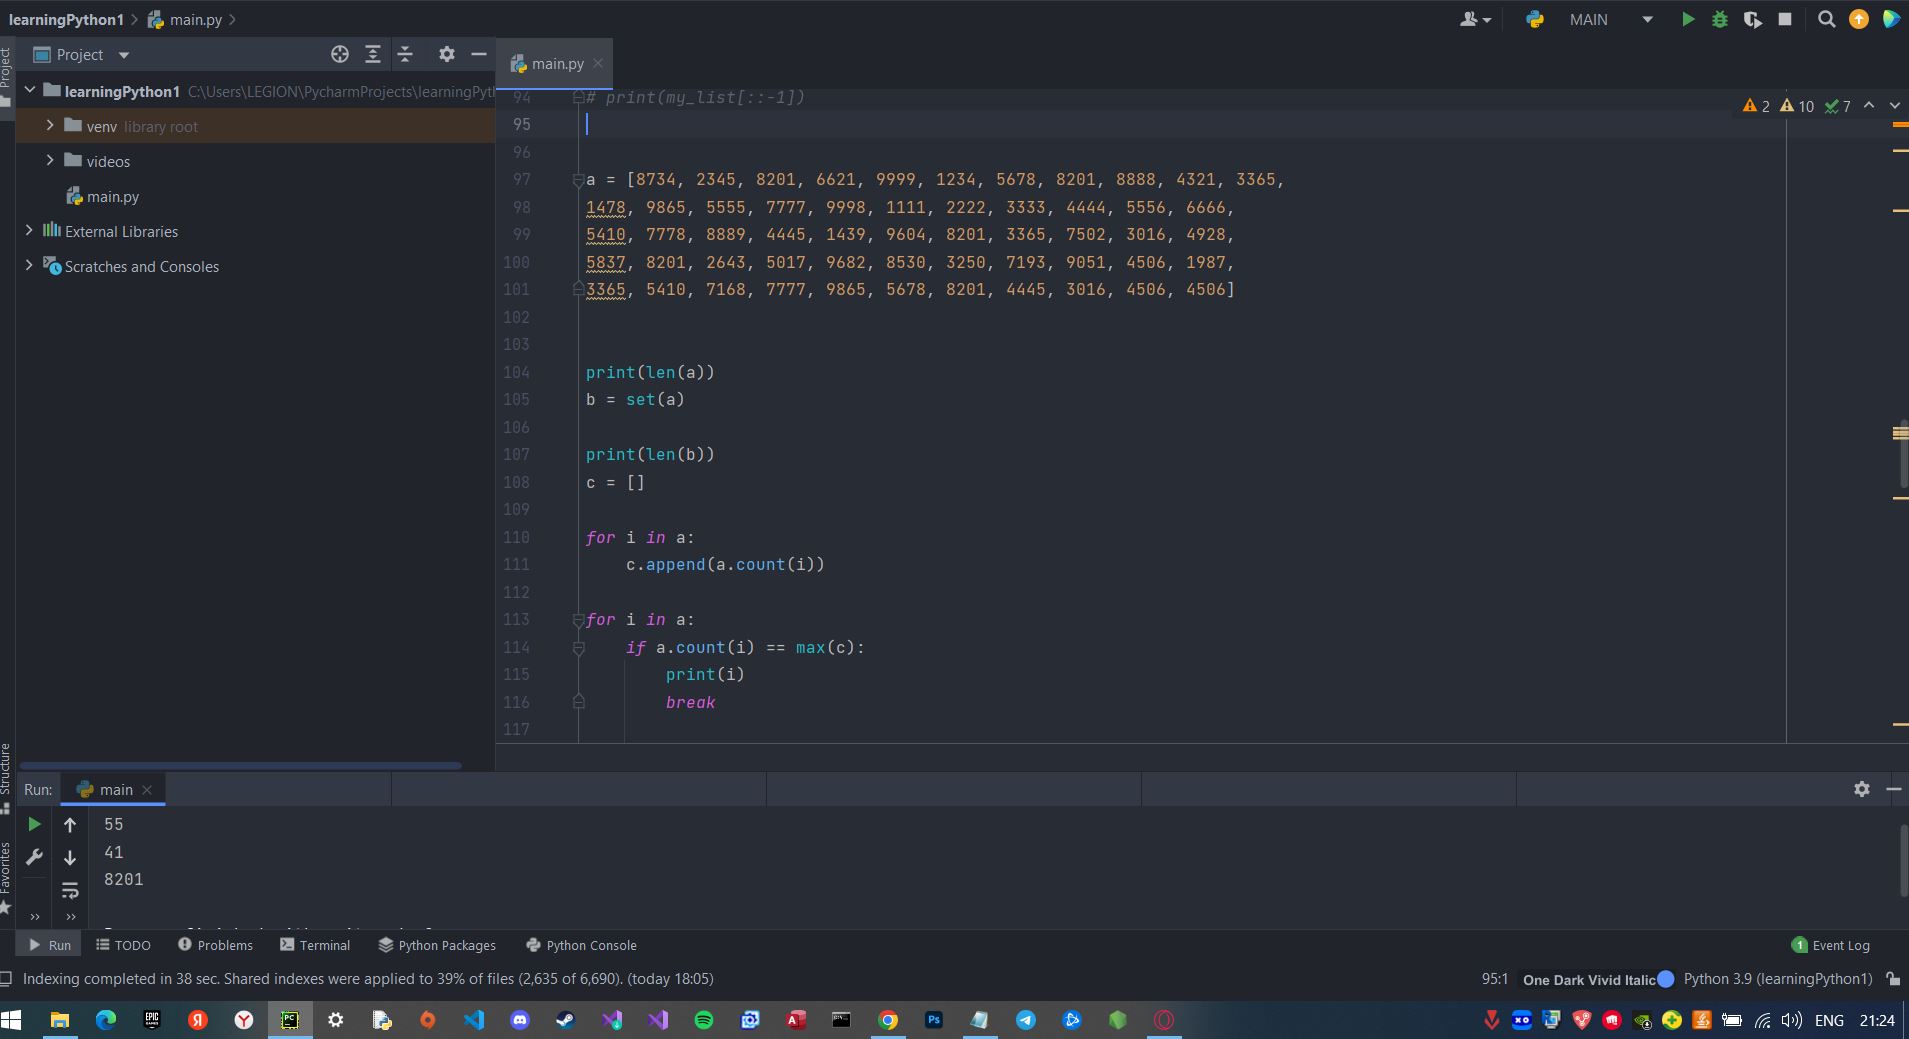 learningPython1 main.py
MAIN
Project
Project
main.py
learningPython1 C:\Users\LEGION\PycharmProjects\learningPyt
venv library root
videos
main.py
External Libraries
Scratches and Consoles
2 10 7
94 # print(my_list[::-1])
95
96
97 a = [8734, 2345, 8201, 6621, 9999, 1234, 5678, 8201, 8888, 4321, 3365,
98 1478, 9865, 5555, 7777, 9998, 1111, 2222, 3333, 4444, 5556, 6666,
99 5410, 7778, 8889, 4445, 1439, 9604, 8201, 3365, 7502, 3016, 4928,
100 5837, 8201, 2643, 5017, 9682, 8530, 3250, 7193, 9051, 4506, 1987,
101 3365, 5410, 7168, 7777, 9865, 5678, 8201, 4445, 3016, 4506, 4506]
102
103
104 print(len(a))
105 b = set(a)
106
107 print(len(b))
108 c = []
109
110 for i in a:
111 c.append(a.count(i))
112
113 for i in a:
114 if a.count(i) == max(c):
115 print(i)
116 break
117
Structure
Favorites
Run: main
55
41
8201
Run TODO Problems Terminal Python Packages Python Console 1 Event Log
Indexing completed in 38 sec. Shared indexes were applied to 39% of files (2,635 of 6,690). (today 18:05) 95:1 One Dark Vivid Italic Python 3.9 (learningPython1)
EPIC GAMES Я Y PC Ps XO ENG 21:24